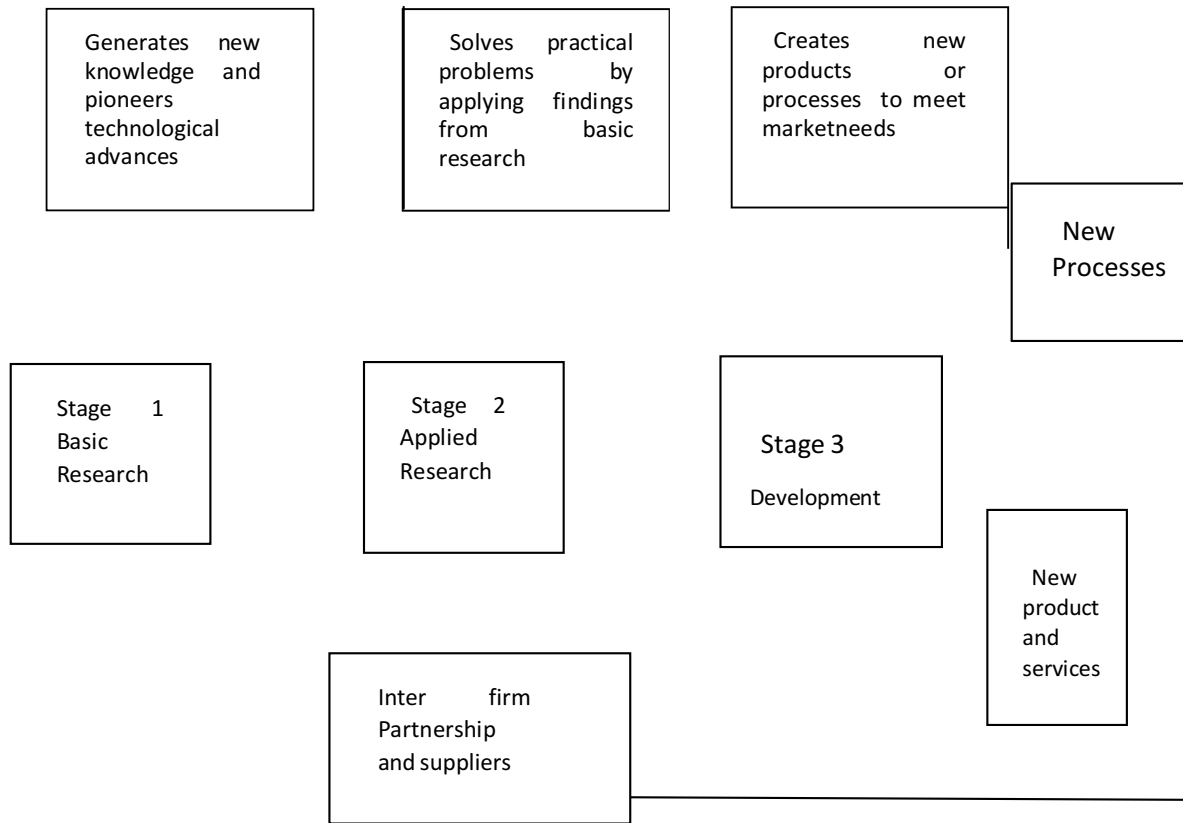 Generates new
knowledge and
pioneers
technological
advances
Solves practical
problems by
applying findings
from basic
research
Creates new
products or
processes to meet
marketneeds
New
Processes
Stage 1
Basic
Research
Stage 2
Applied
Research
Stage 3
Development
New
product
and
services
Inter firm
Partnership
and suppliers